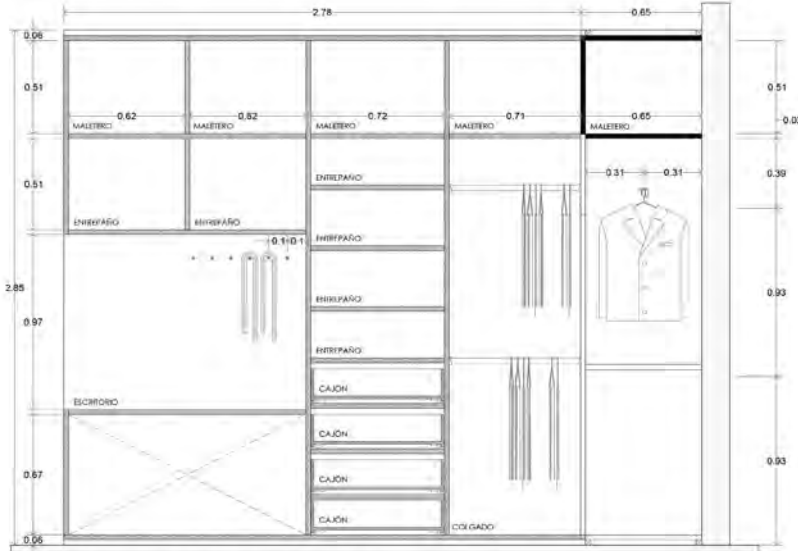 2.78 0.65
0.06
0.51 0.51
0.62 0.62 0.72 0.71 0.65
MALETERO MALETERO MALETERO MALETERO MALETERO
0.31 0.31 0.39
0.51
ENTREPAÑO
ENTREPAÑO ENTREPAÑO
ENTREPAÑO
0.1 0.1
2.85
0.93
ENTREPAÑO
0.97
ENTREPAÑO
CAJÓN
ESCRITORIO
CAJÓN
0.93
0.67
CAJÓN
CAJÓN
COLGADO
0.06